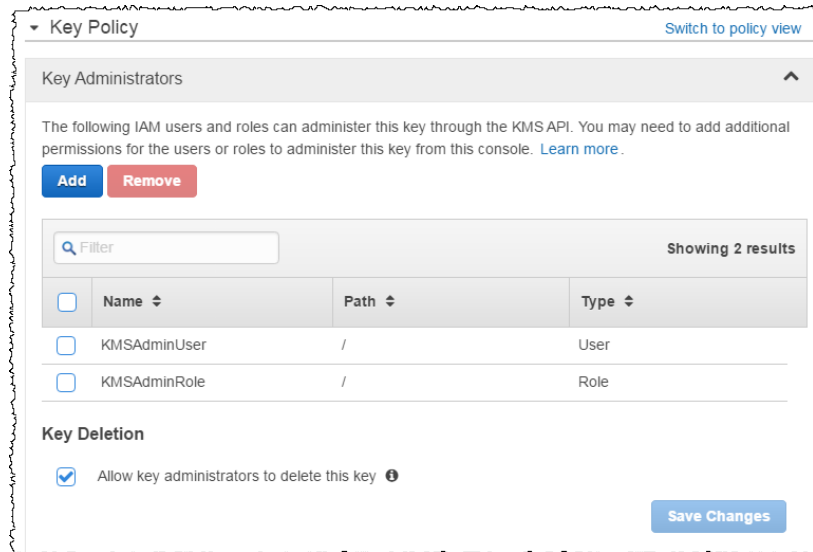 Key Policy
Switch to policy view
Key Administrators
The following IAM users and roles can administer this key through the KMS API. You may need to add additional
permissions for the users or roles to administer this key from this console. Learn more.
Add
Remove
Filter
Showing 2 results
Name
Path
Type
KMSAdminUser
/
User
KMSAdminRole
/
Role
Key Deletion
Allow key administrators to delete this key
Save Changes